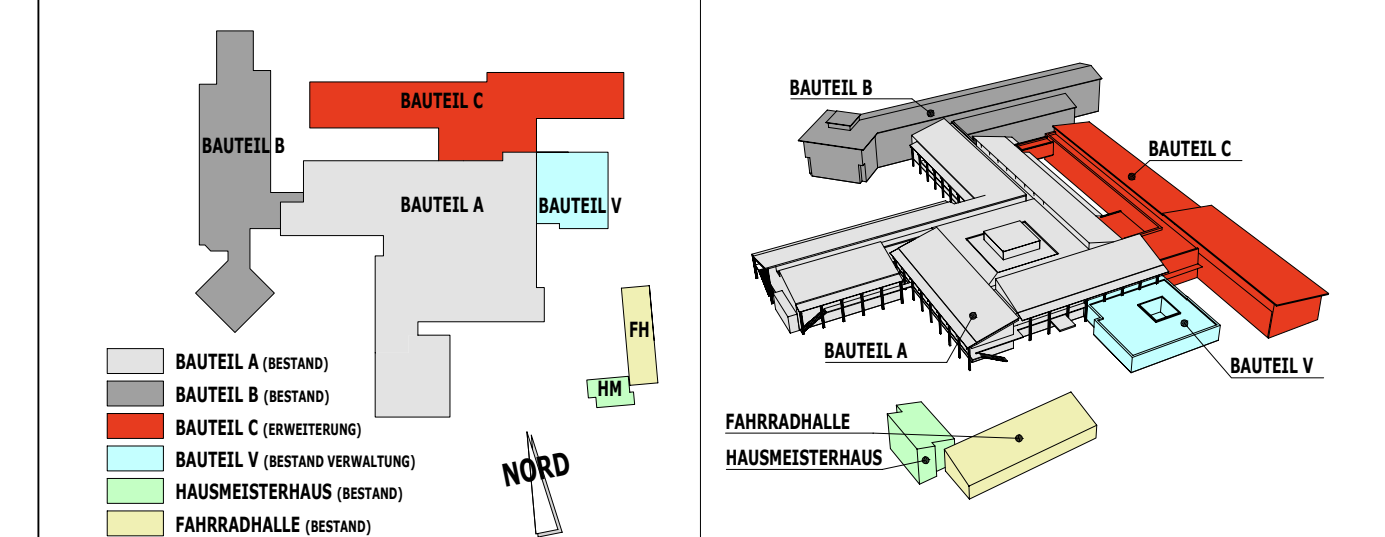 BAUTEIL C
BAUTEIL B
BAUTEIL A
BAUTEIL V
FH
HM
BAUTEIL A (BESTAND)
BAUTEIL B (BESTAND)
BAUTEIL C (ERWEITERUNG)
BAUTEIL V (BESTAND VERWALTUNG)
HAUSMEISTERHAUS (BESTAND)
FAHRRADHALLE (BESTAND)
NORD
BAUTEIL B
BAUTEIL C
BAUTEIL A
BAUTEIL V
FAHRRADHALLE
HAUSMEISTERHAUS